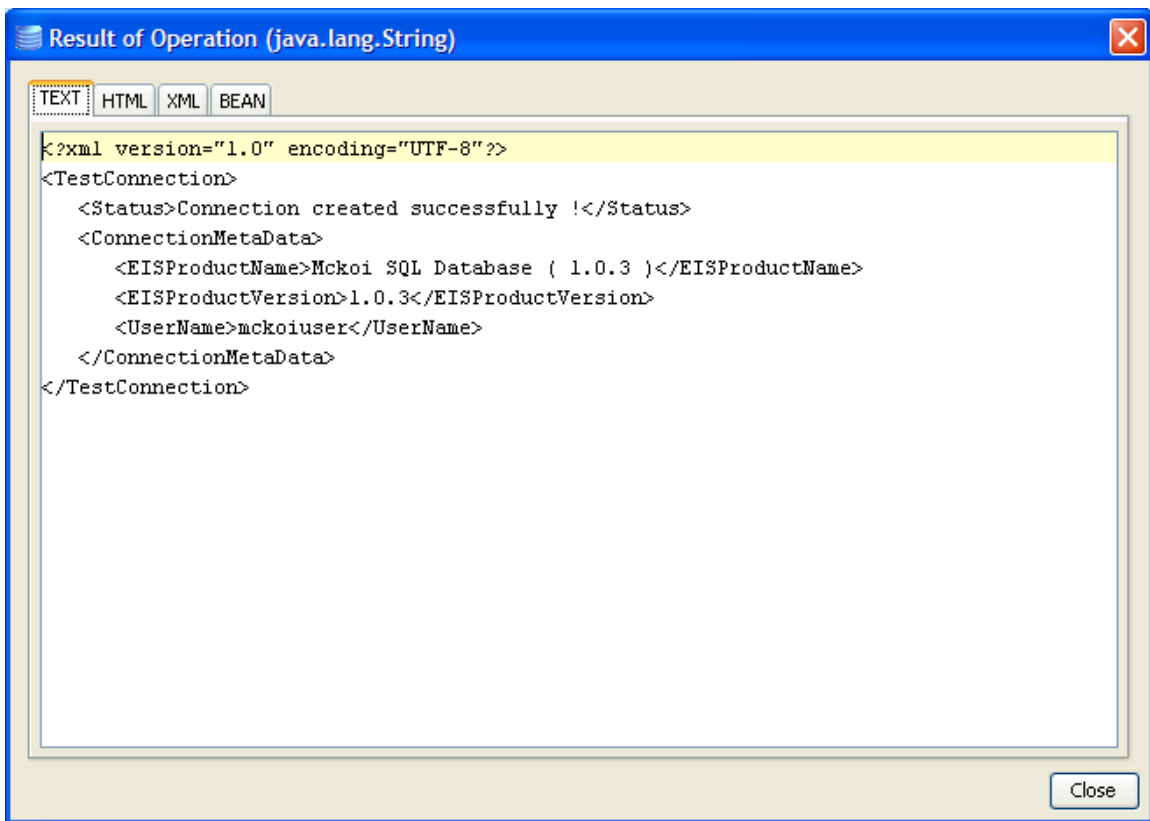 Result of Operation (java.lang.String)
TEXT HTML XML BEAN
<?xml version="1.0" encoding="UTF-8"?>
<TestConnection>
   <Status>Connection created successfully !</Status>
   <ConnectionMetaData>
      <EISProductName>Mckoi SQL Database ( 1.0.3 )</EISProductName>
      <EISProductVersion>1.0.3</EISProductVersion>
      <UserName>mckoiuser</UserName>
   </ConnectionMetaData>
</TestConnection>
Close